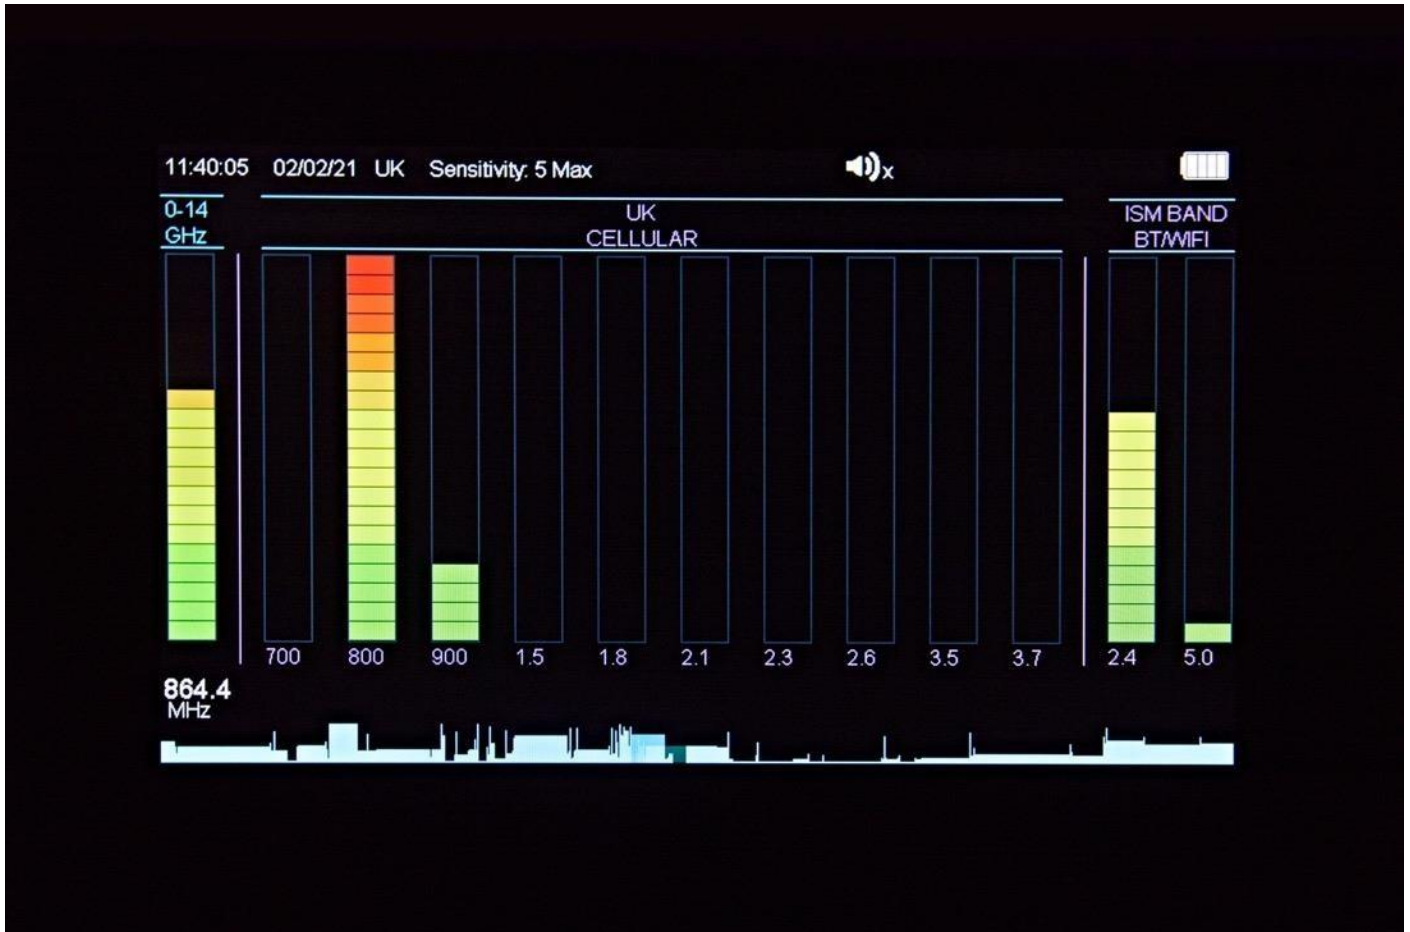 11:40:05 02/02/21 UK Sensitivity: 5 Max x
0-14
GHz
UK
CELLULAR
ISM BAND
BT/WIFI
700 800 900 1.5 1.8 2.1 2.3 2.6 3.5 3.7 2.4 5.0
864.4
MHz